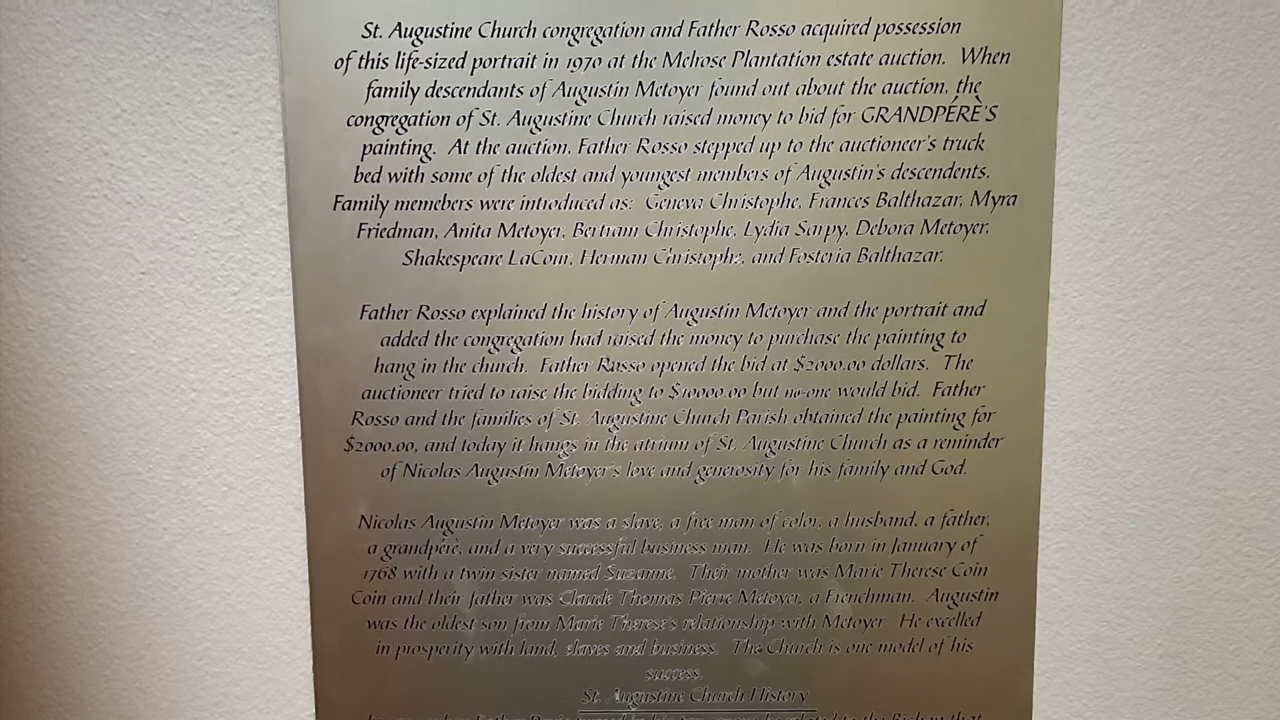 St. Augustine Church congregation and Father Rosso acquired possession
of this life-sized portrait in 1970 at the Melrose Plantation estate auction. When
family descendants of Augustin Metoyer found out about the auction, the
congregation of St. Augustine Church raised money to bid for GRANDPÉRÈ'S
painting. At the auction, Father Rosso stepped up to the auctioneer's truck
bed with some of the oldest and youngest members of Augustin's descendents.
Family memebers were introduced as: Geneva Christophe, Frances Balthazar, Myra
Friedman, Anita Metoyer, Bertram Christophe, Lydia Sarpy, Debora Metoyer,
Shakespeare LaCour, Herman Christophe, and Fosteria Balthazar.
Father Rosso explained the history of Augustin Metoyer and the portrait and
added the congregation had raised the money to purchase the painting to
hang in the church. Father Rosso opened the bid at $2000.00 dollars. The
auctioneer tried to raise the bidding to $10000.00 but no-one would bid. Father
Rosso and the families of St. Augustine Church Parish obtained the painting for
$2000.00, and today it hangs in the atrium of St. Augustine Church as a reminder
of Nicolas Augustin Metoyer's love and generosity for his family and God.
Nicolas Augustin Metoyer was a slave, a free man of color, a husband, a father,
a grandpérè, and a very successful business man. He was born in January of
1768 with a twin sister named Suzanne. Their mother was Marie Therese Coin
Coin and their father was Claude Thomas Pierre Metoyer, a Frenchman. Augustin
was the oldest son from Marie Therese's relationship with Metoyer. He excelled
in prosperity with land, slaves and business. The Church is one model of his
success.
St. Augustine Church History